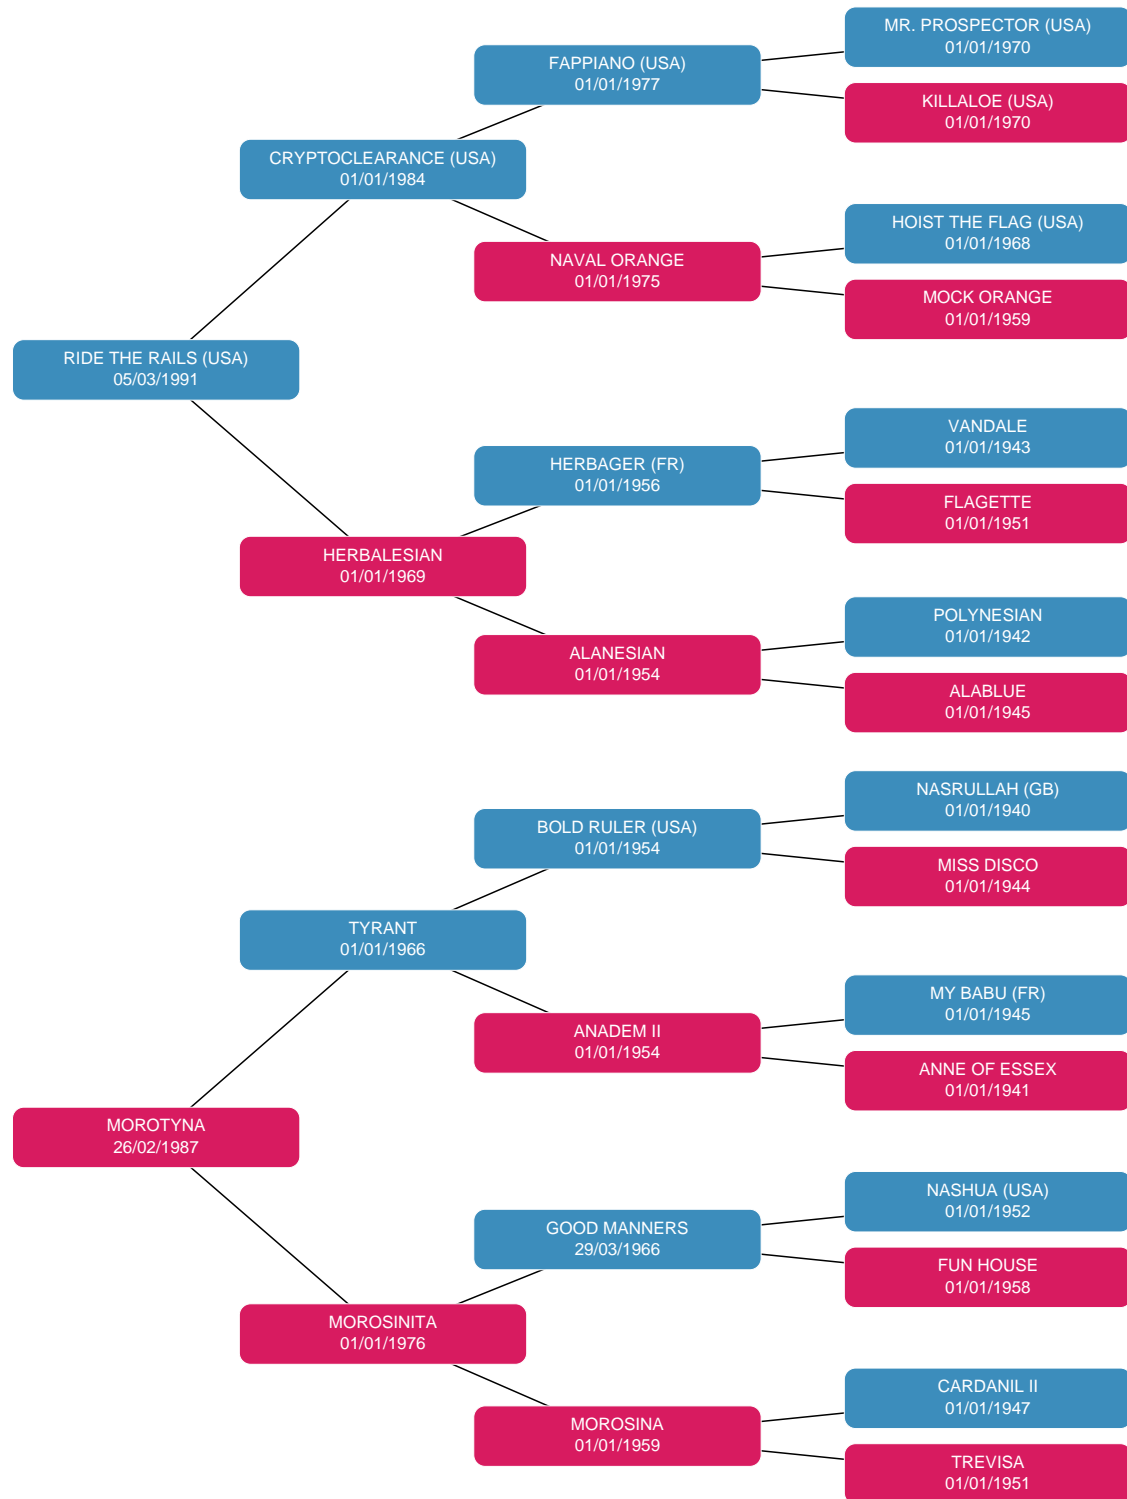 MR. PROSPECTOR (USA)
01/01/1970
FAPPIANO (USA)
01/01/1977
KILLALOE (USA)
01/01/1970
CRYPTOCLEARANCE (USA)
01/01/1984
HOIST THE FLAG (USA)
01/01/1968
NAVAL ORANGE
01/01/1975
MOCK ORANGE
01/01/1959
RIDE THE RAILS (USA)
05/03/1991
VANDALE
01/01/1943
HERBAGER (FR)
01/01/1956
FLAGETTE
01/01/1951
HERBALESIAN
01/01/1969
POLYNESIAN
01/01/1942
ALANESIAN
01/01/1954
ALABLUE
01/01/1945
NASRULLAH (GB)
01/01/1940
BOLD RULER (USA)
01/01/1954
MISS DISCO
01/01/1944
TYRANT
01/01/1966
MY BABU (FR)
01/01/1945
ANADEM II
01/01/1954
ANNE OF ESSEX
01/01/1941
MOROTYNA
26/02/1987
NASHUA (USA)
01/01/1952
GOOD MANNERS
29/03/1966
FUN HOUSE
01/01/1958
MOROSINITA
01/01/1976
CARDANIL II
01/01/1947
MOROSINA
01/01/1959
TREVISA
01/01/1951